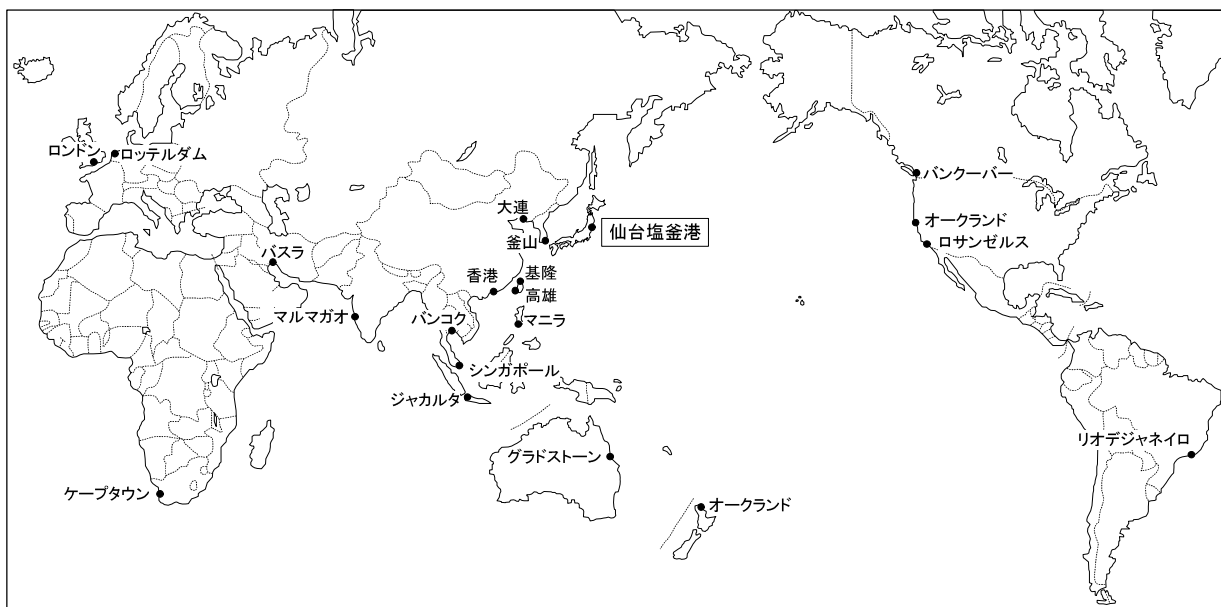 ロンドン
ロッテルダム
バンクーバー
大連
オークランド
仙台塩釜港
釜山
ロサンゼルス
バスラ
香港
基隆
高雄
マルマガオ
バンコク
マニラ
シンガポール
ジャカルタ
リオデジャネイロ
グラドストーン
ケープタウン
オークランド